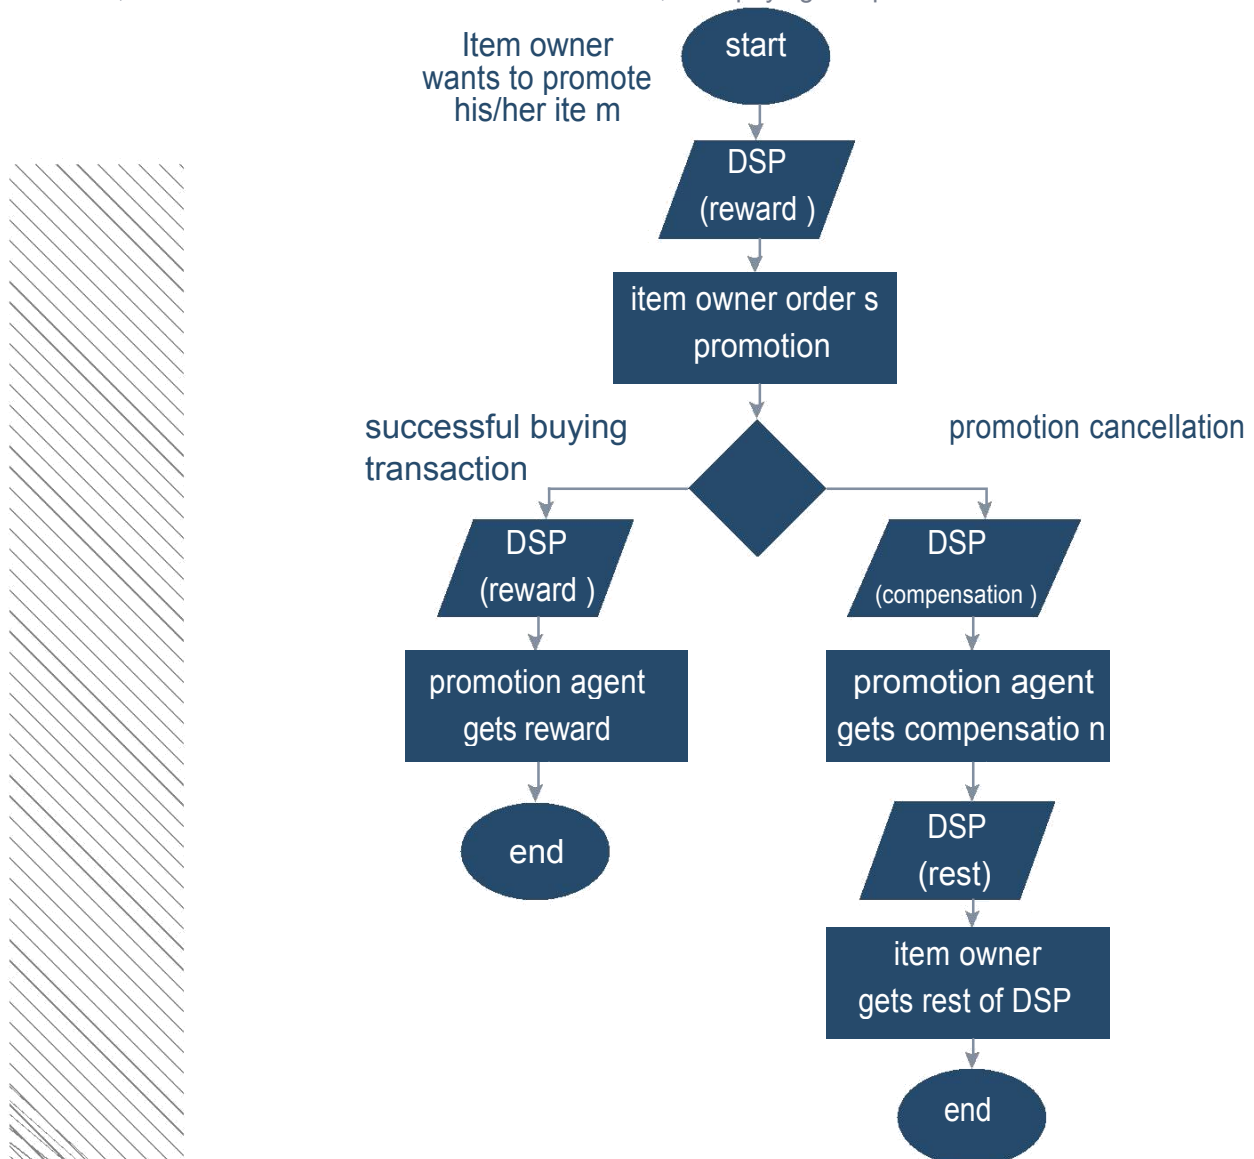 Item owner
wants to promote
his/her ite m
start
DSP
(reward )
item owner order s
promotion
successful buying
transaction
promotion cancellation
DSP
(reward )
DSP
(compensation )
promotion agent
gets reward
promotion agent
gets compensatio n
end
DSP
(rest)
item owner
gets rest of DSP
end